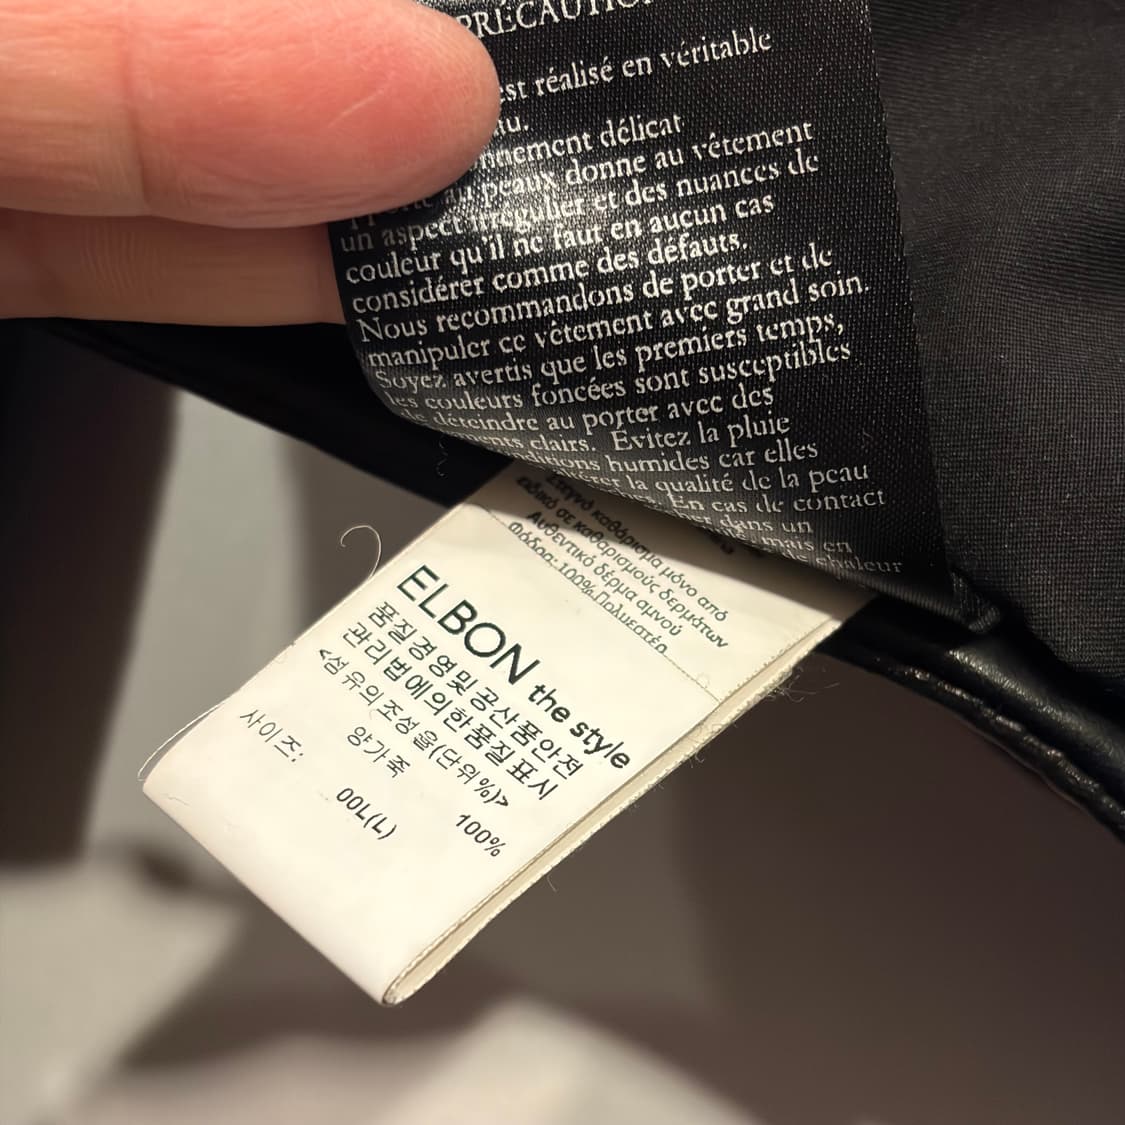 PRÉCAUTIO
est réalisé en véritable
délicat
au peaux donne au vêtement
un aspect irrégulier et des nuances de
couleur qu'il ne faut en aucun cas
considérer comme des défauts.
Nous recommandons de porter et de
manipuler ce vêtement avec grand soin.
Soyez avertis que les premiers temps,
les couleurs foncées sont susceptibles
de déteindre au porter avec des
clairs. Évitez la pluie
humides car elles
la qualité de la peau
En cas de contact
dans un
mais en
chaleur
Στεγνό καθάρισμα μόνο από
ειδικό σε καθαρισμούς δερμάτων
Αυθεντικό δέρμα αμνού
Φόδρα: 100% Πολυεστέρ
ELBON the style
품질경영및공산품안전
관리법에의한품질표시
<섬유의조성율(단위%)>
양가죽 100%
사이즈: 00L(L)